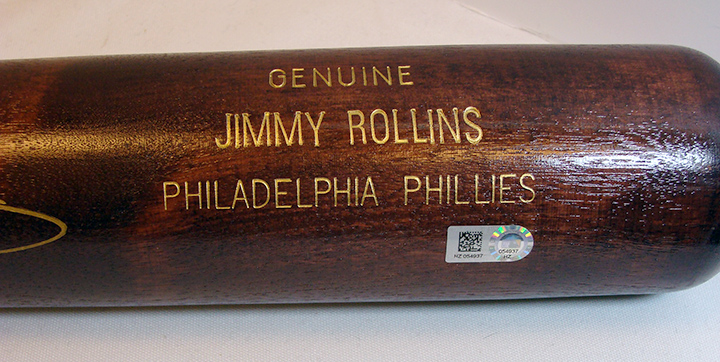 GENUINE
JIMMY ROLLINS
PHILADELPHIA PHILLIES
HZ 054937
054937
HZ